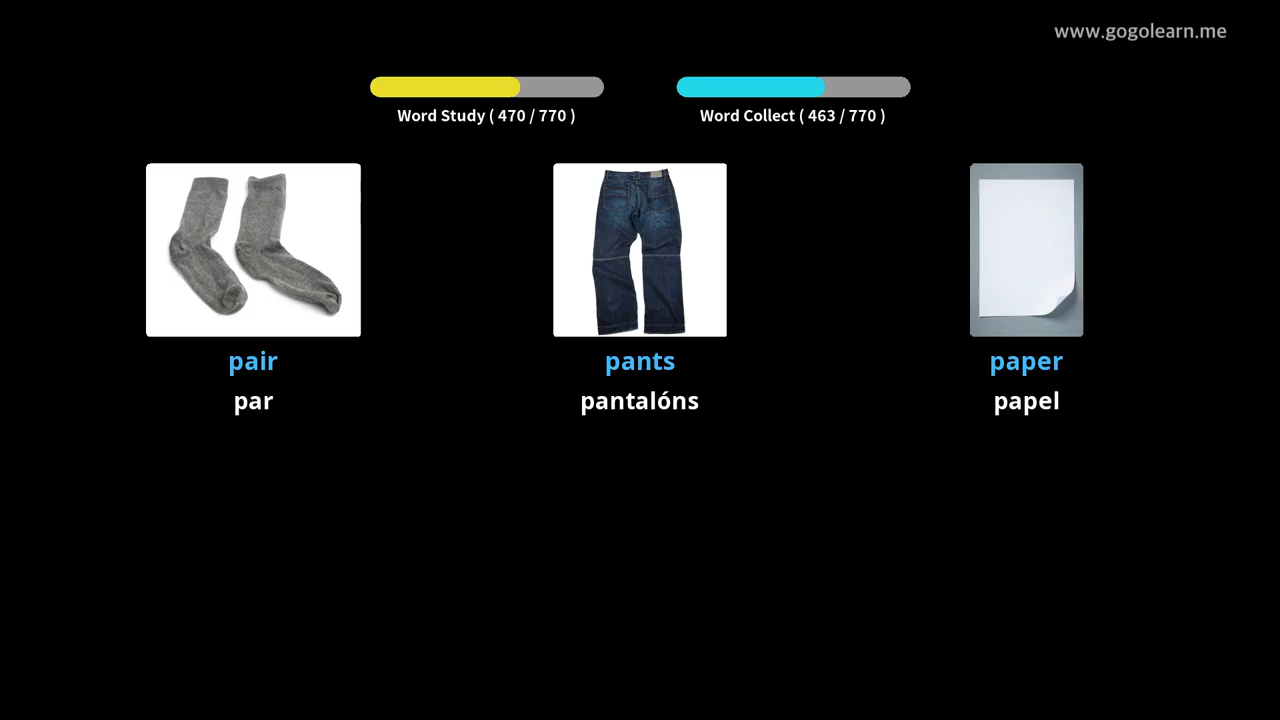 www.gogolearn.me
Word Study ( 470 / 770 )
Word Collect ( 463 / 770 )
pair
pants
paper
par
pantalóns
papel